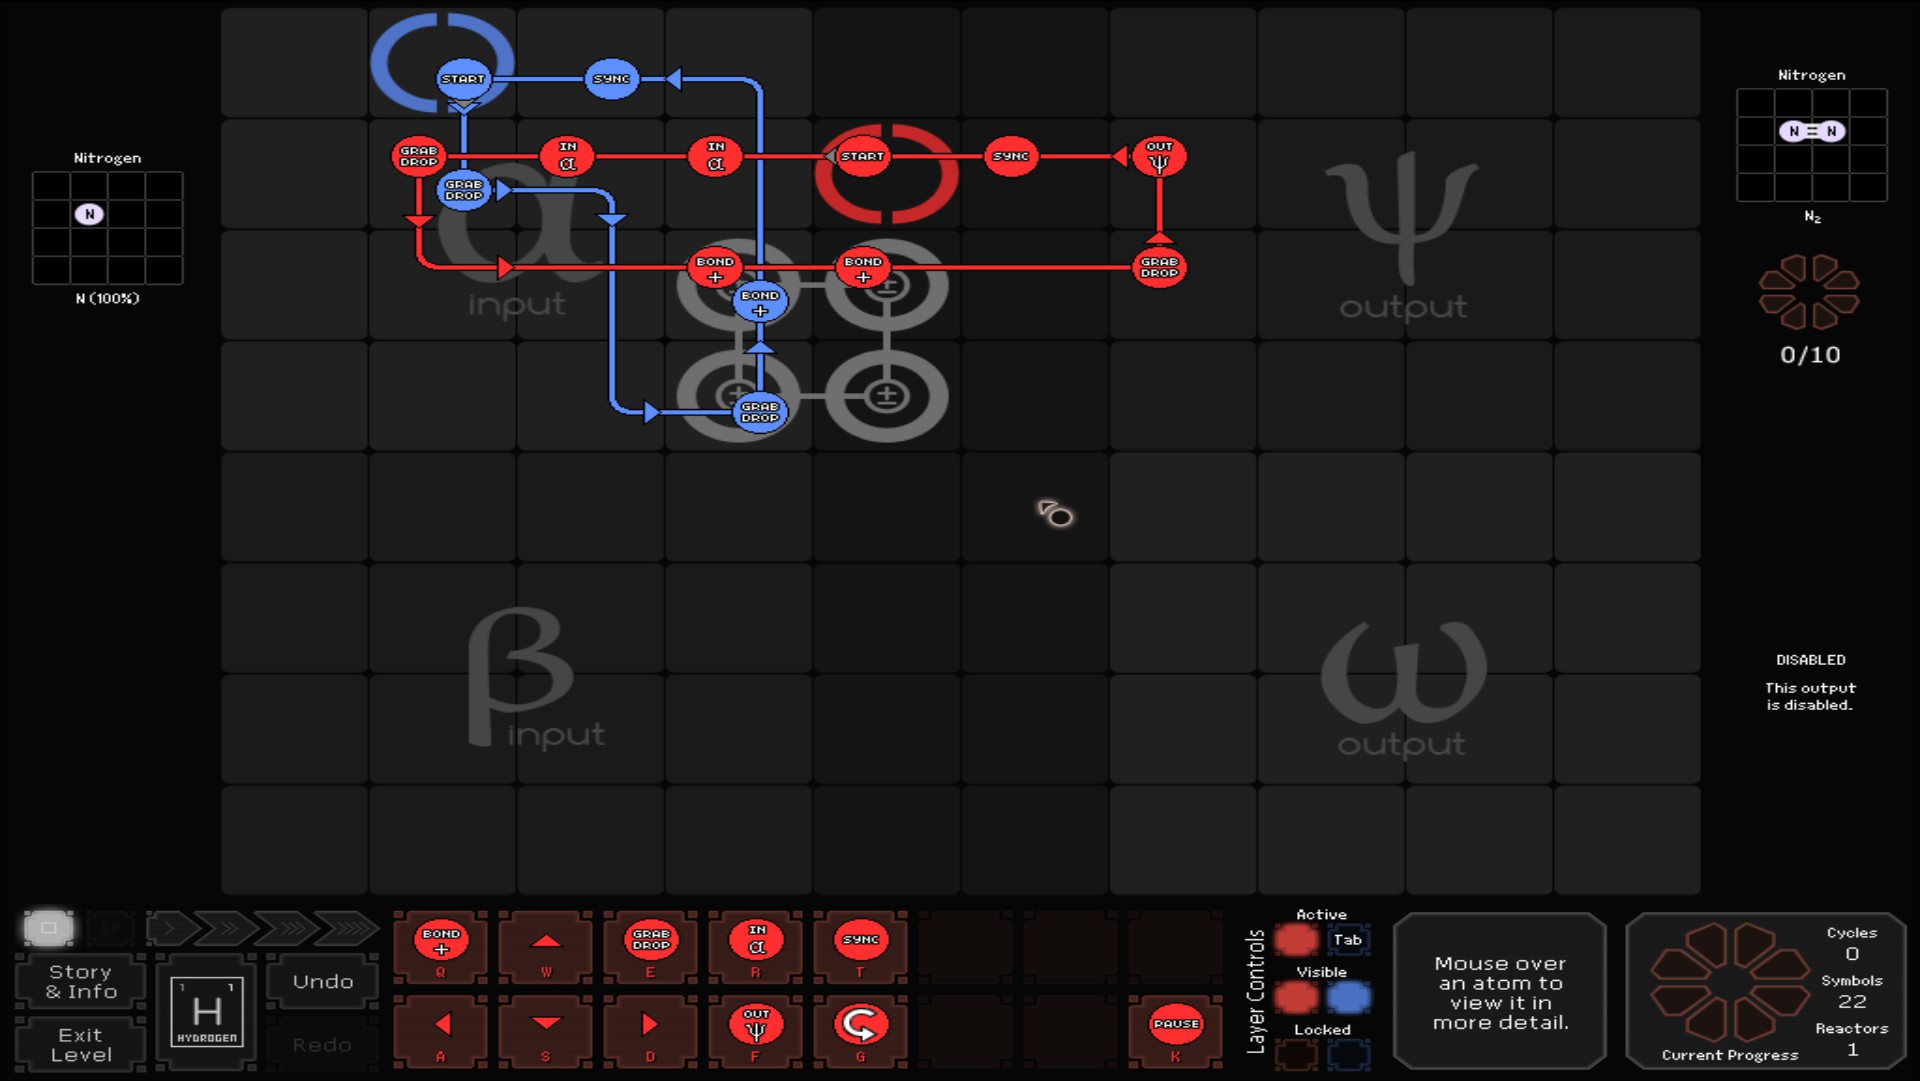 Nitrogen
N
N (100%)
START
SYNC
GRAB DROP
IN α
IN α
START
SYNC
OUT ψ
GRAB DROP
α
input
BOND +
BOND +
GRAB DROP
BOND +
±
±
±
±
GRAB DROP
ψ
output
β
input
ω
output
Nitrogen
N = N
N2
0/10
DISABLED
This output
is disabled.
Story
& Info
Exit
Level
1 1
H
HYDROGEN
Undo
Redo
BOND +
Q
W
GRAB DROP
E
IN α
R
SYNC
T
A
S
D
OUT ψ
F
G
PAUSE
K
Layer Controls
Active
Tab
Visible
Locked
Mouse over
an atom to
view it in
more detail.
Cycles
0
Symbols
22
Reactors
1
Current Progress